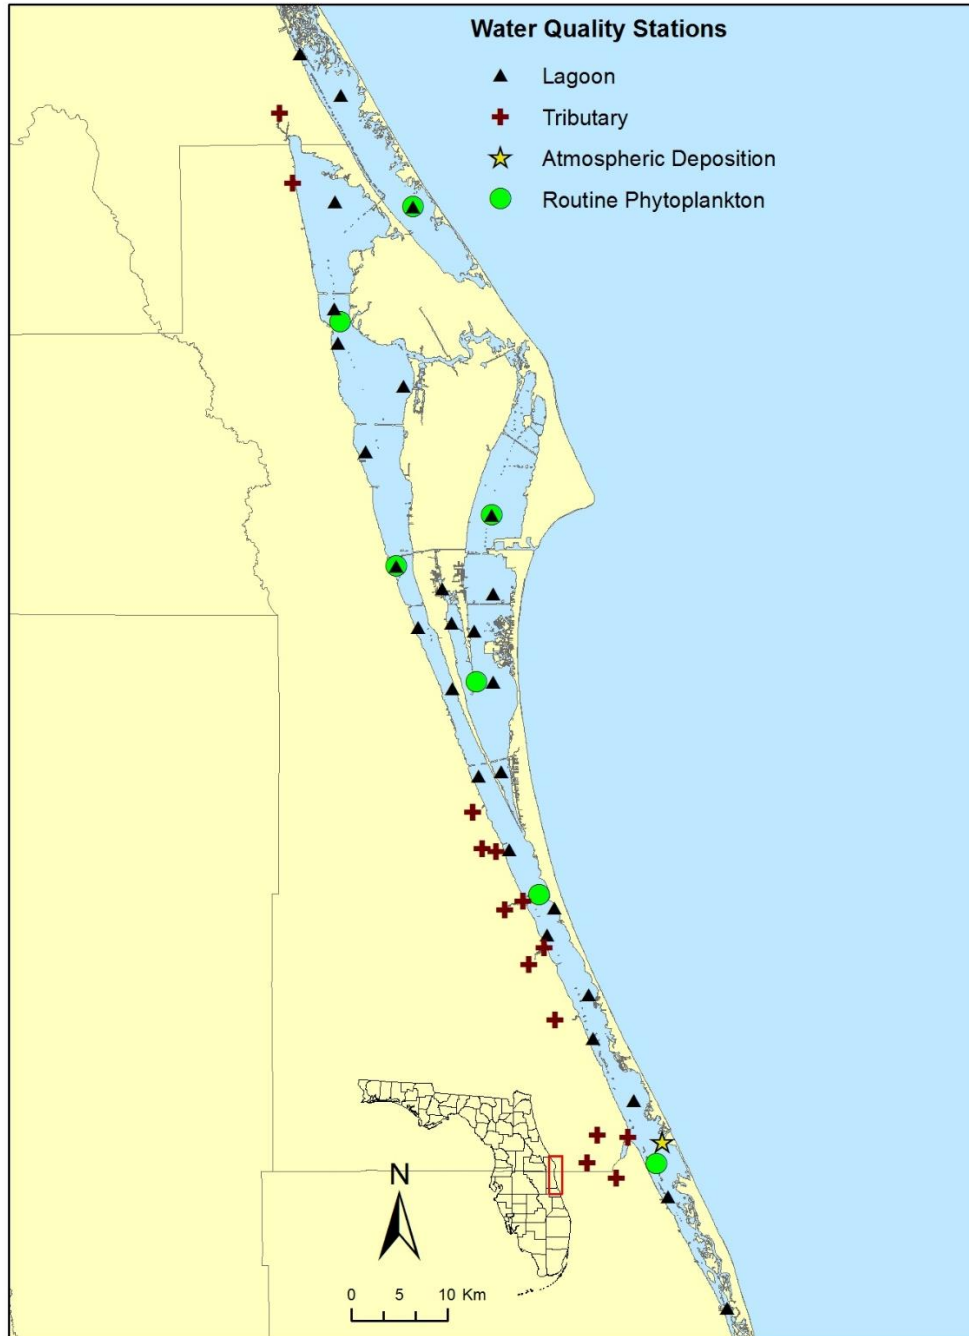 Water Quality Stations
Lagoon
Tributary
Atmospheric Deposition
Routine Phytoplankton
N
0 5 10 Km